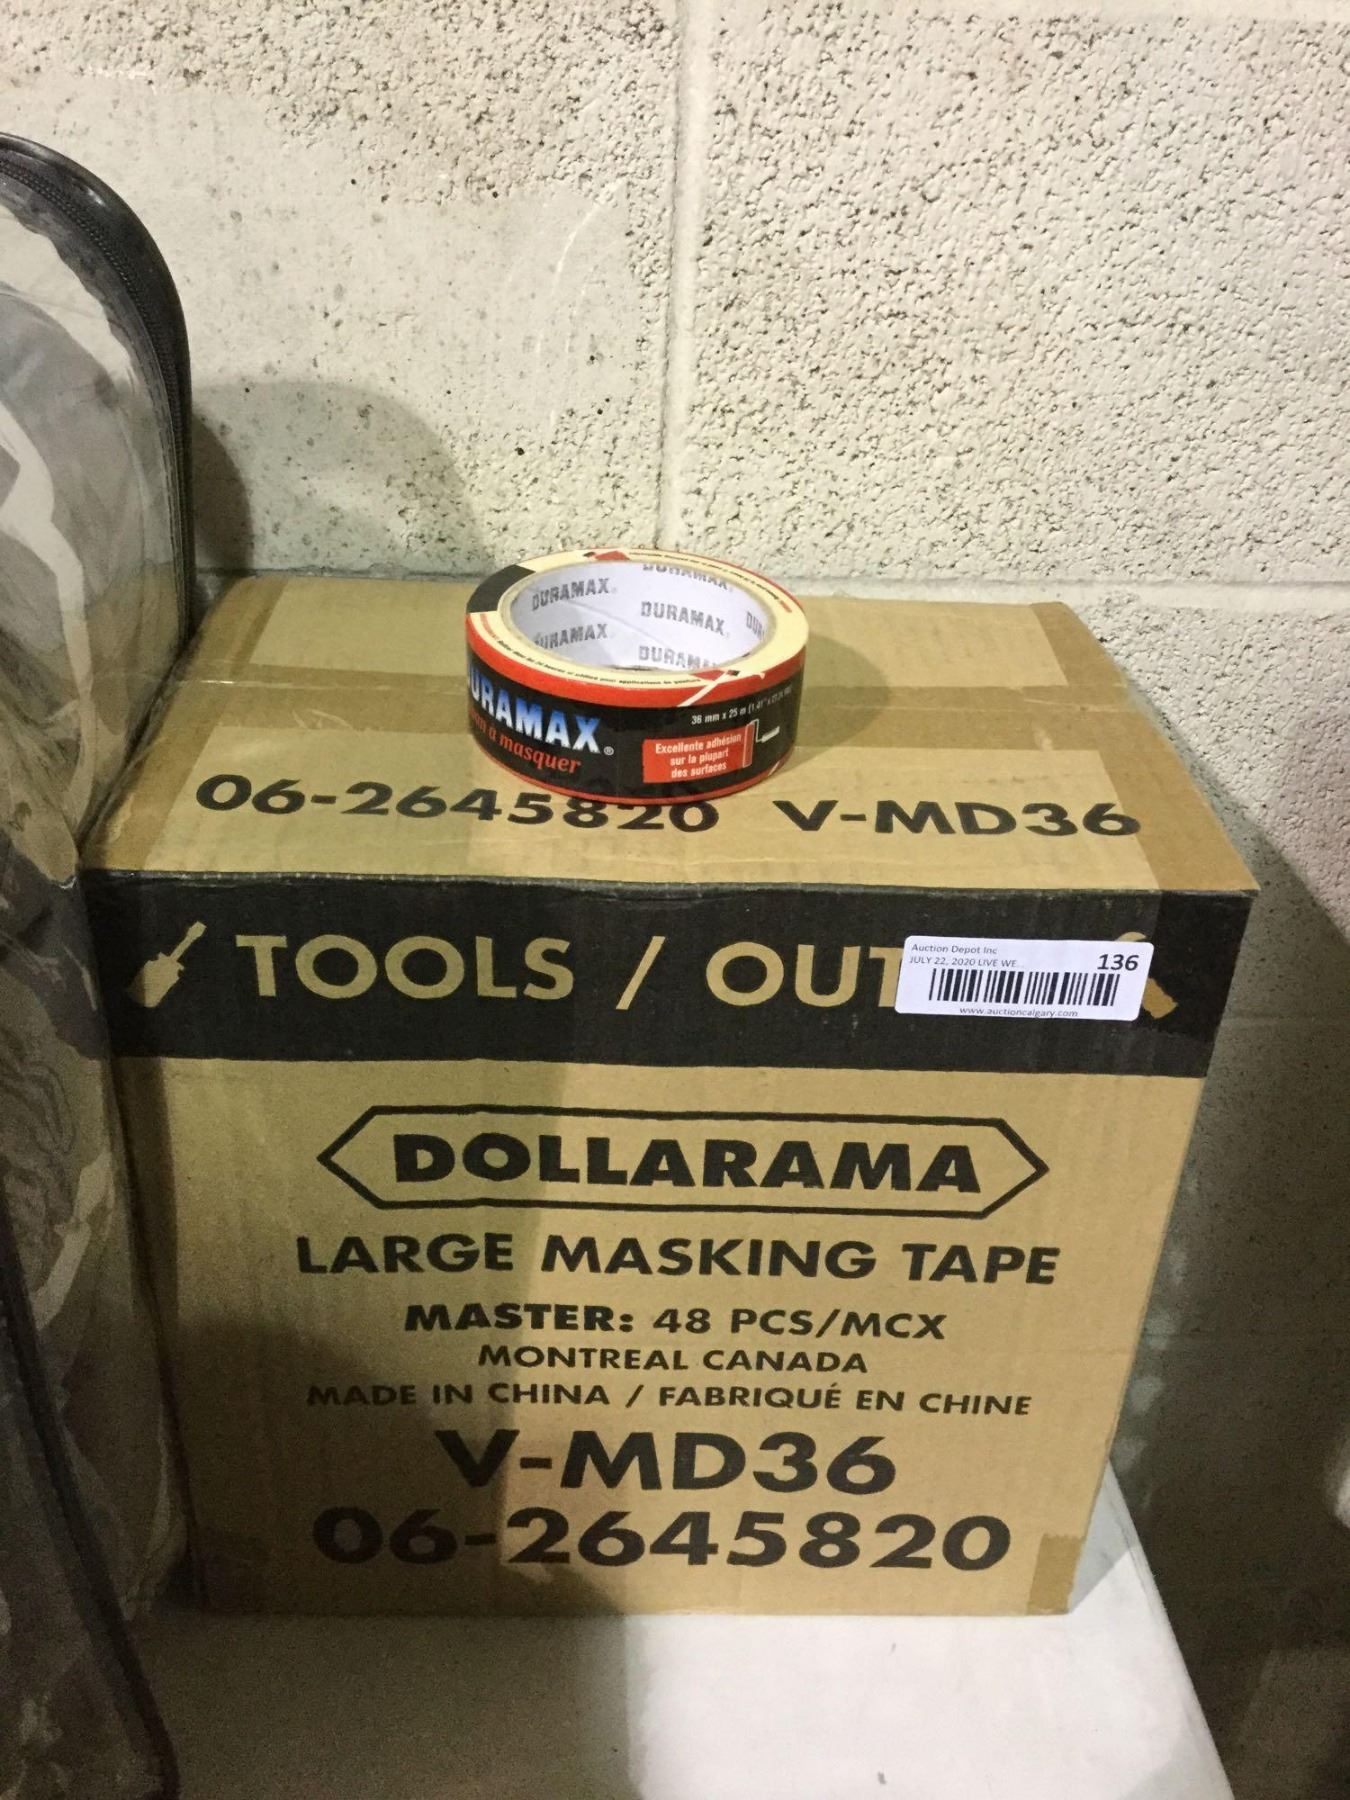 DURAMAX®
DURAMAX®
DURAMAX®
DURAMAX
DURAMAX
à masquer
36 mm x 25 m
Excellente adhésion
sur la plupart
des surfaces
06-2645820 V-MD36
TOOLS / OUT
Auction Depot Inc
JULY 22, 2020 LIVE WE...
136
www.auctioncalgary.com
DOLLARAMA
LARGE MASKING TAPE
MASTER: 48 PCS/MCX
MONTREAL CANADA
MADE IN CHINA / FABRIQUÉ EN CHINE
V-MD36
06-2645820